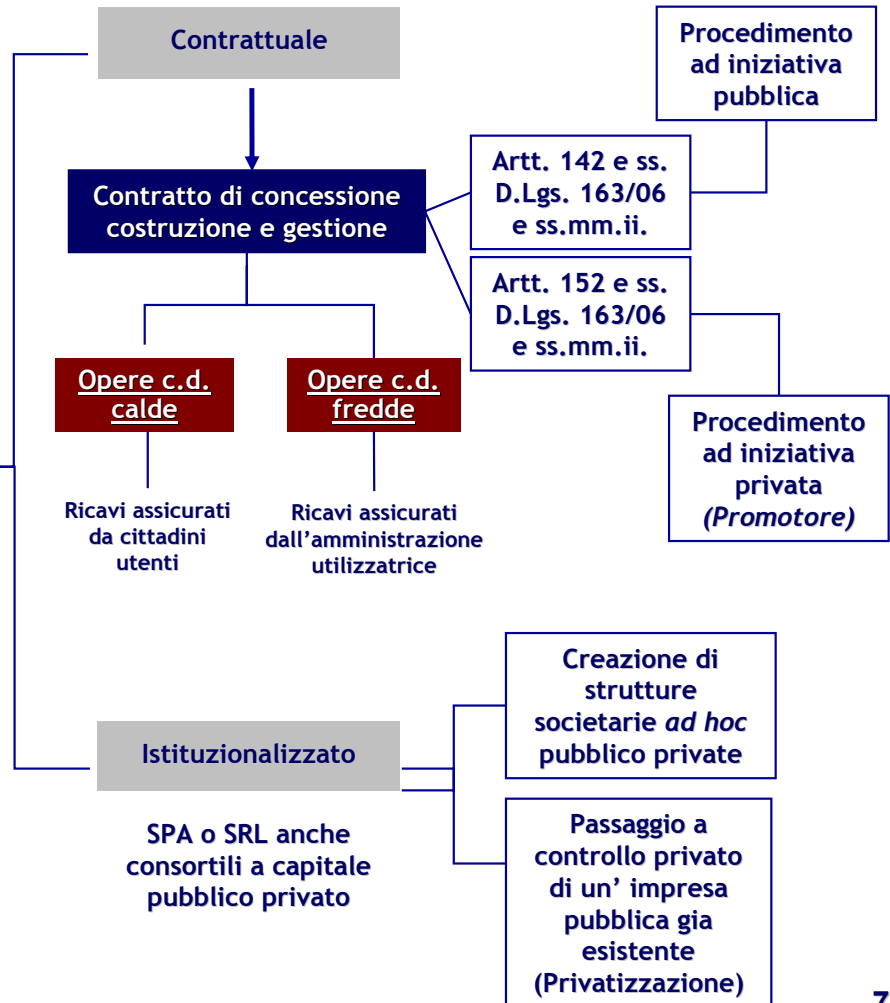 Contrattuale
Procedimento
ad iniziativa
pubblica
Contratto di concessione
costruzione e gestione
Artt. 142 e ss.
D.Lgs. 163/06
e ss.mm.ii.
Artt. 152 e ss.
D.Lgs. 163/06
e ss.mm.ii.
Procedimento
ad iniziativa
privata
(Promotore)
Opere c.d.
calde
Opere c.d.
fredde
Ricavi assicurati
da cittadini
utenti
Ricavi assicurati
dall'amministrazione
utilizzatrice
Istituzionalizzato
SPA o SRL anche
consortili a capitale
pubblico privato
Creazione di
strutture
societarie ad hoc
pubblico private
Passaggio a
controllo privato
di un' impresa
pubblica gia
esistente
(Privatizzazione)
7